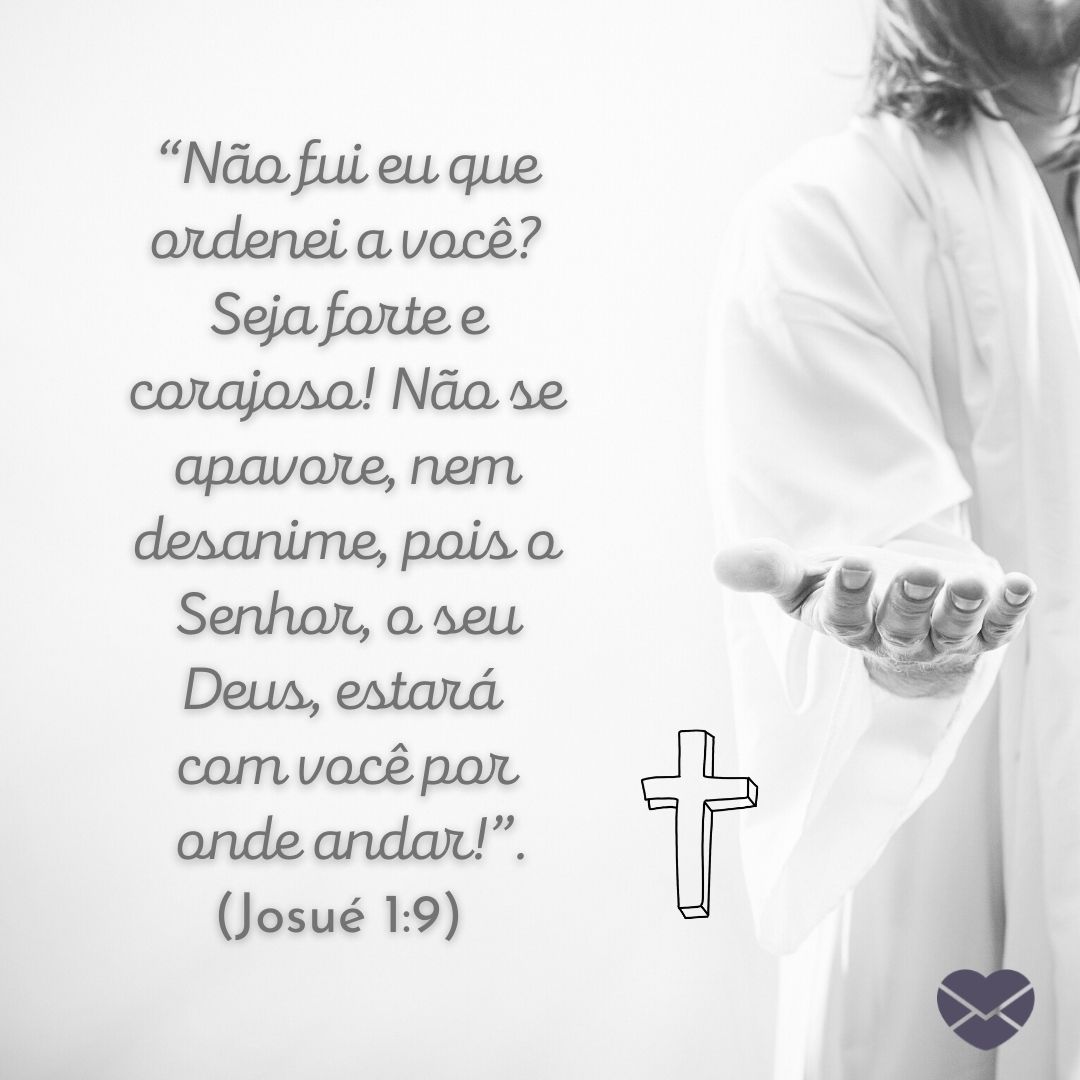 “Não fui eu que
ordenei a você?
Seja forte e
corajoso! Não se
apavore, nem
desanime, pois o
Senhor, o seu
Deus, estará
com você por
onde andar!”.
(Josué 1:9)